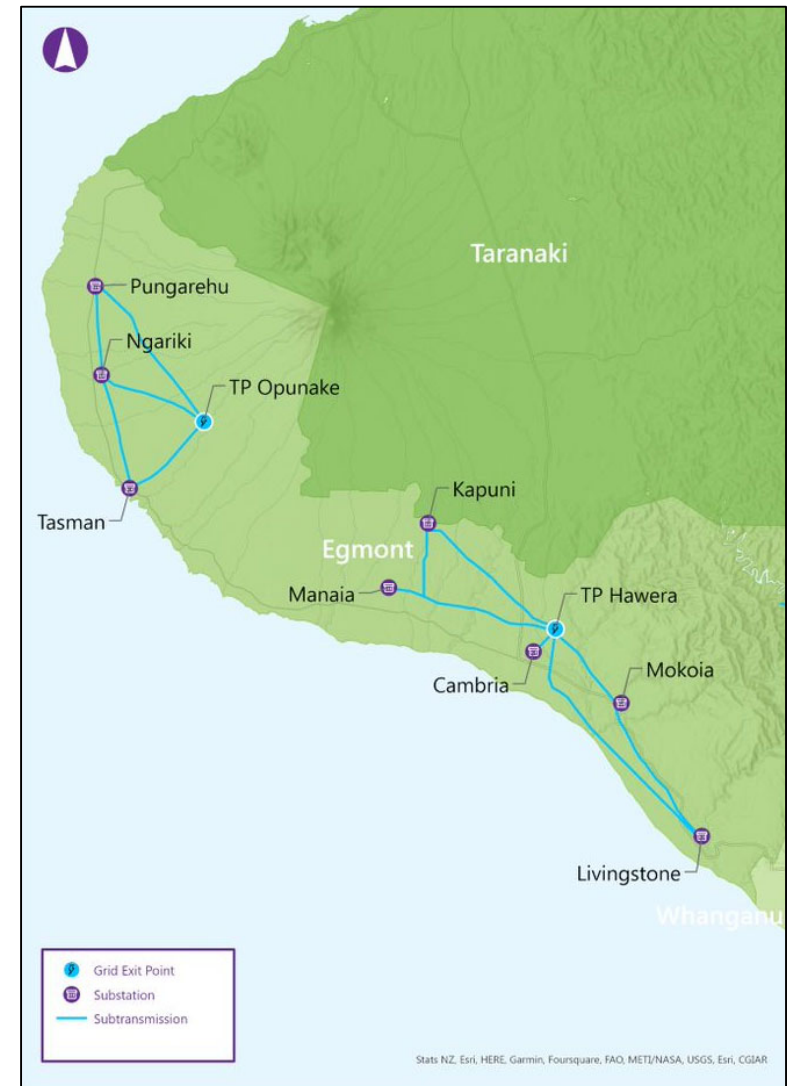 Taranaki
Pungarehu
Ngariki
TP Opunake
Tasman
Kapuni
Egmont
Manaia
TP Hawera
Cambria
Mokoia
Livingstone
Whanganu
Grid Exit Point
Substation
Subtransmission
Stats NZ, Esri, HERE, Garmin, Foursquare, FAO, METI/NASA, USGS, Esri, CGIAR